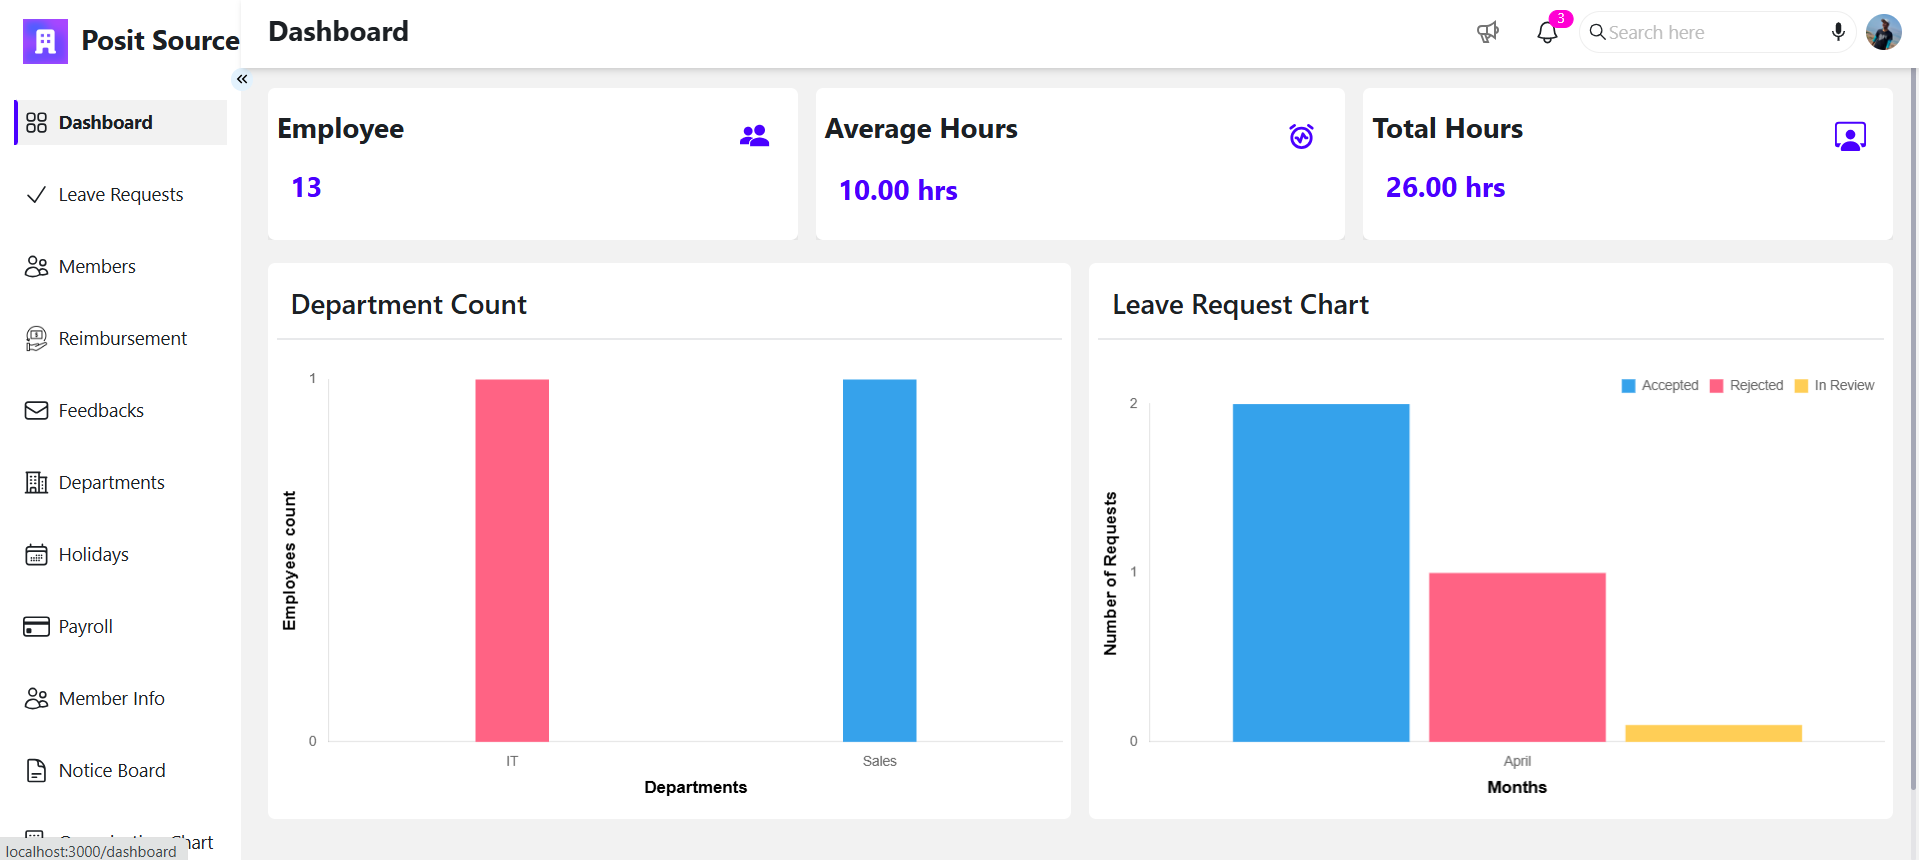 Posit Source
Dashboard
3
Search here
Dashboard
Leave Requests
Members
Reimbursement
Feedbacks
Departments
Holidays
Payroll
Member Info
Notice Board
hart
localhost:3000/dashboard
Employee
13
Average Hours
10.00 hrs
Total Hours
26.00 hrs
Department Count
1
0
Employees count
IT
Sales
Departments
Leave Request Chart
Accepted
Rejected
In Review
2
1
0
Number of Requests
April
Months